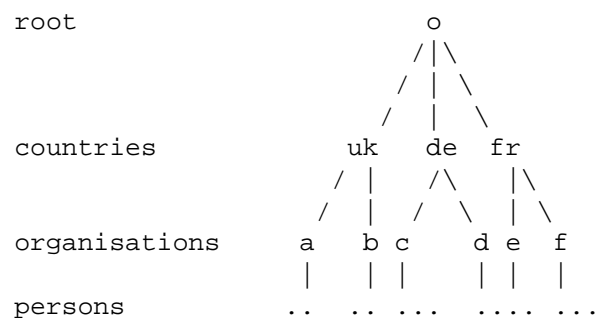 root o
countries uk de fr
organisations a b c d e f
persons .. .. ... .... ...